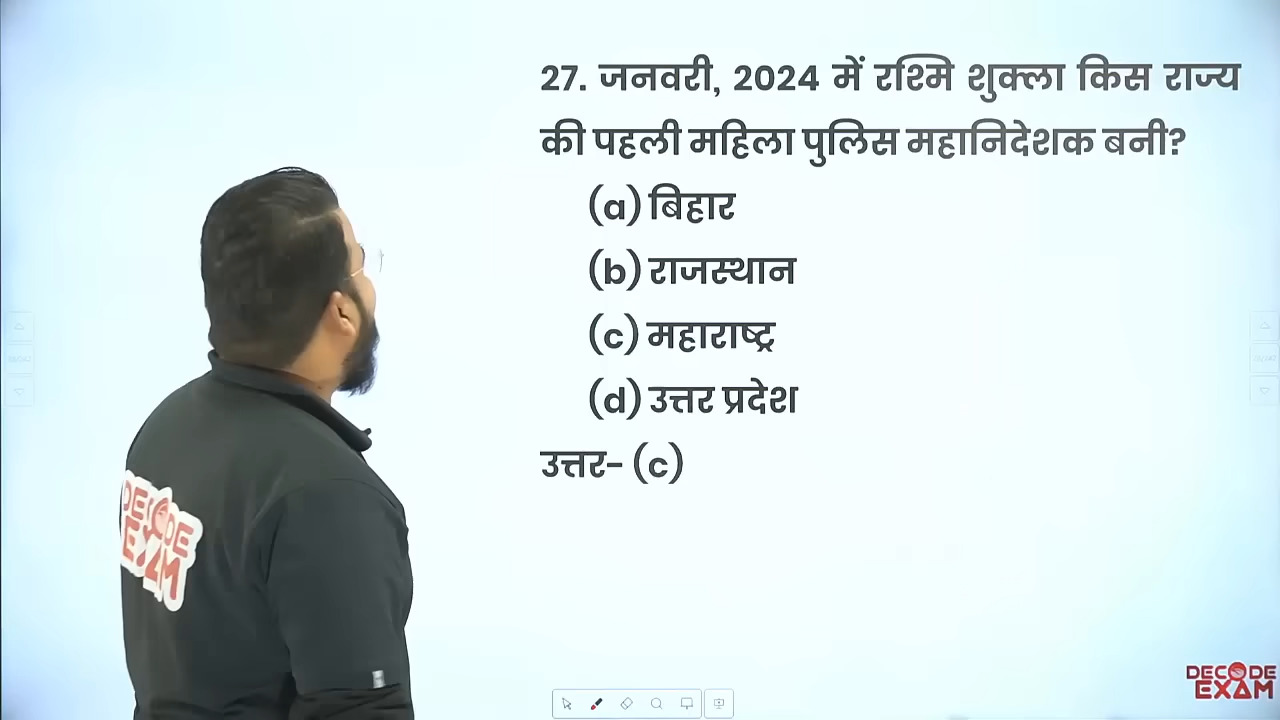 27. जनवरी, 2024 में रश्मि शुक्ला किस राज्य
की पहली महिला पुलिस महानिदेशक बनी?
(a) बिहार
(b) राजस्थान
(c) महाराष्ट्र
(d) उत्तर प्रदेश
उत्तर- (c)
DECODE
EXAM
DECODE
EXAM